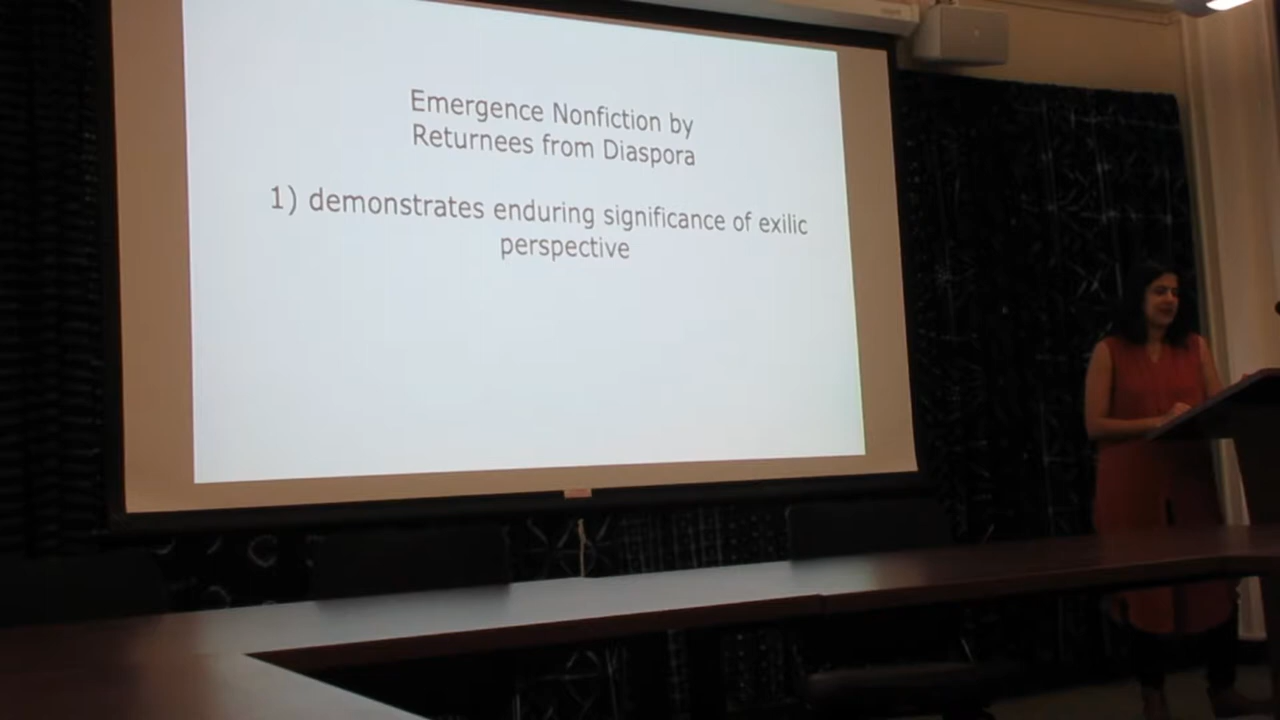 Emergence Nonfiction by
Returnees from Diaspora
1) demonstrates enduring significance of exilic
perspective